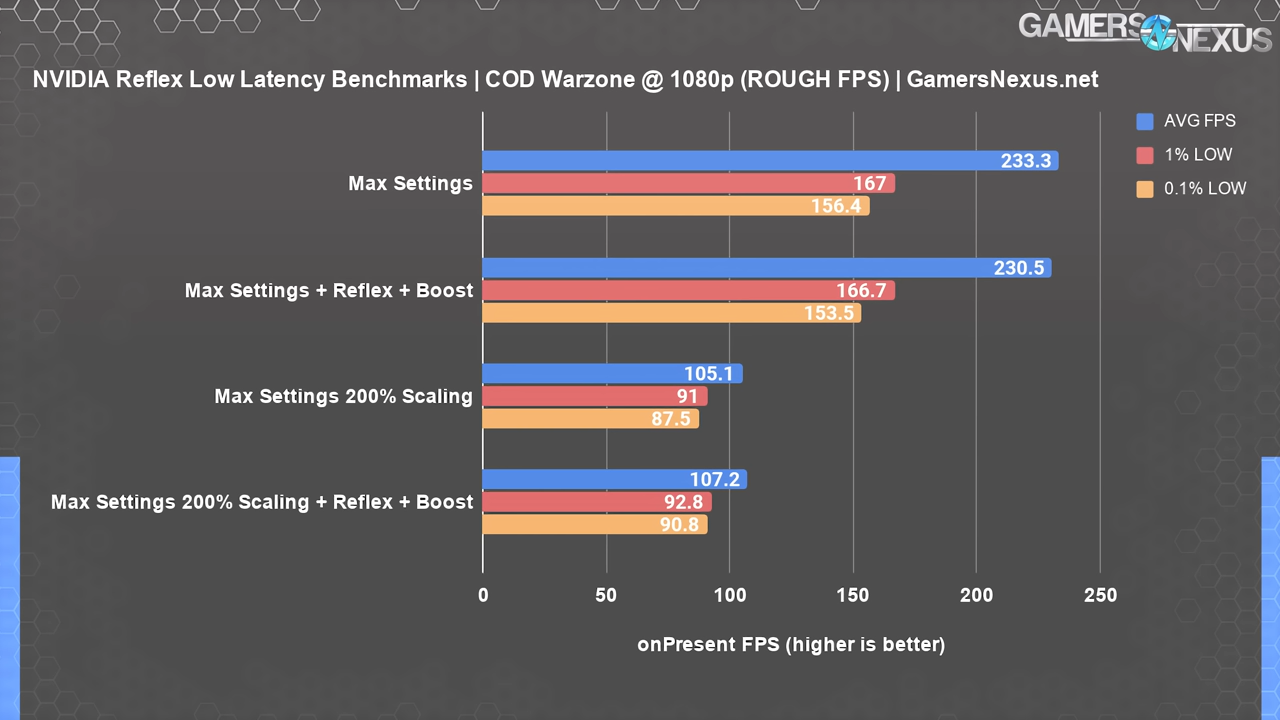 GAMERS NEXUS
NVIDIA Reflex Low Latency Benchmarks | COD Warzone @ 1080p (ROUGH FPS) | GamersNexus.net
AVG FPS
1% LOW
0.1% LOW
Max Settings
233.3
167
156.4
Max Settings + Reflex + Boost
230.5
166.7
153.5
Max Settings 200% Scaling
105.1
91
87.5
Max Settings 200% Scaling + Reflex + Boost
107.2
92.8
90.8
0 50 100 150 200 250
onPresent FPS (higher is better)